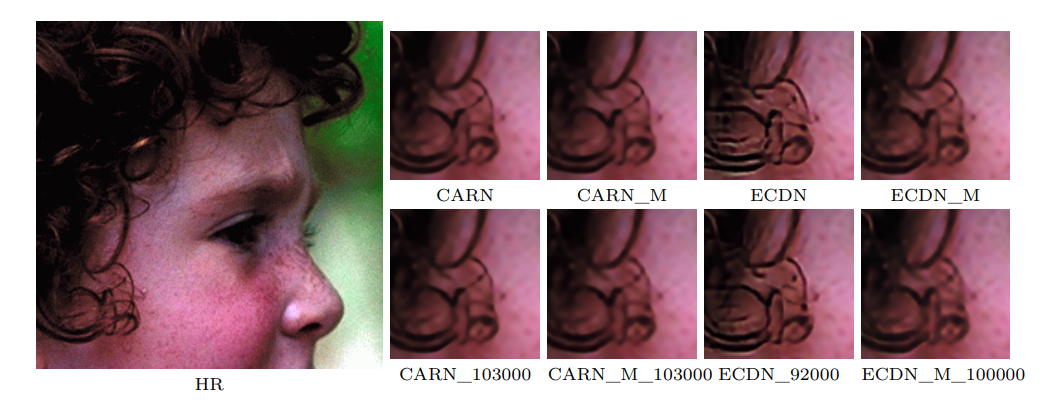 CARN
CARN_M
ECDN
ECDN_M
CARN_103000
CARN_M_103000
ECDN_92000
ECDN_M_100000
HR